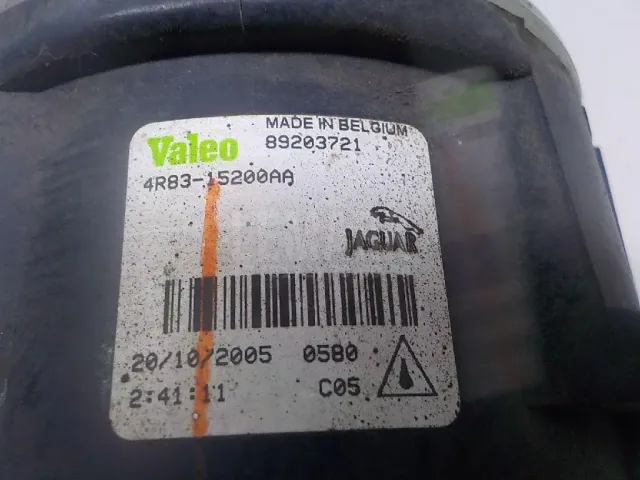 MADE IN BELGIUM
Valeo 89203721
4R83-15200AA
JAGUAR
20/10/2005 0580
2:41:11 C05